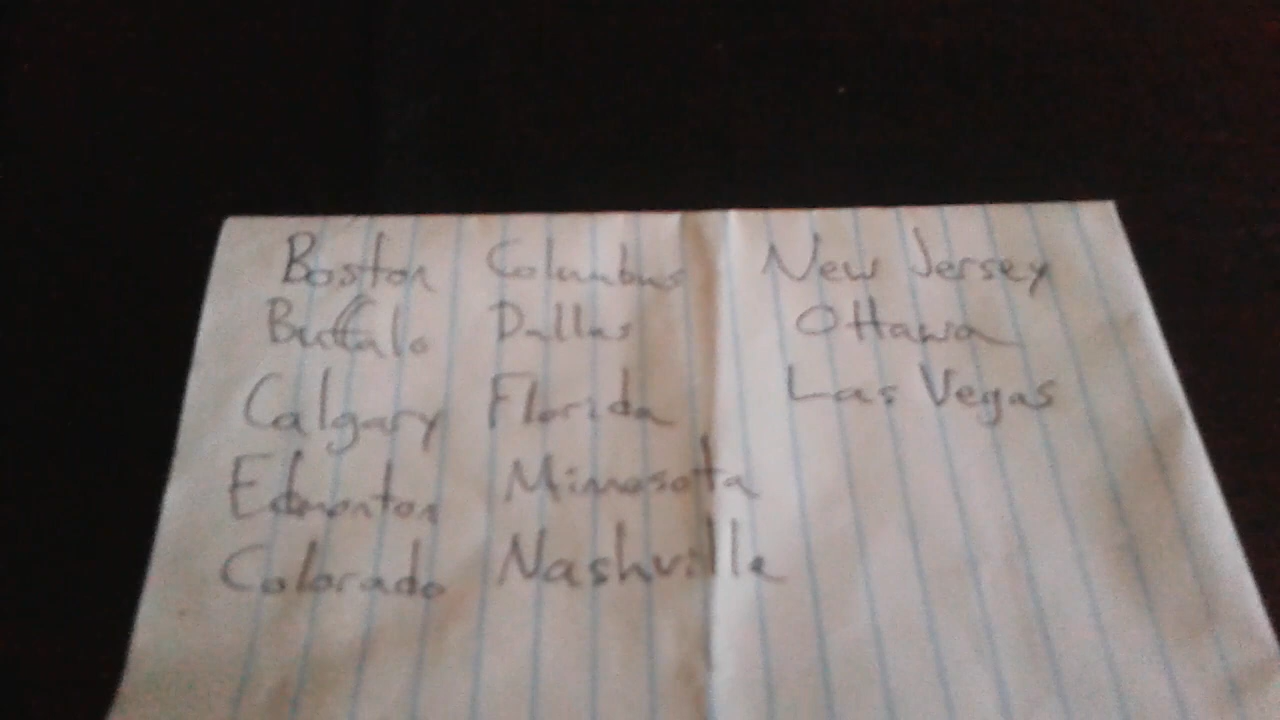 Boston Columbus New Jersey
Buffalo Dallas Ottawa
Calgary Florida Las Vegas
Edmonton Minnesota
Colorado Nashville